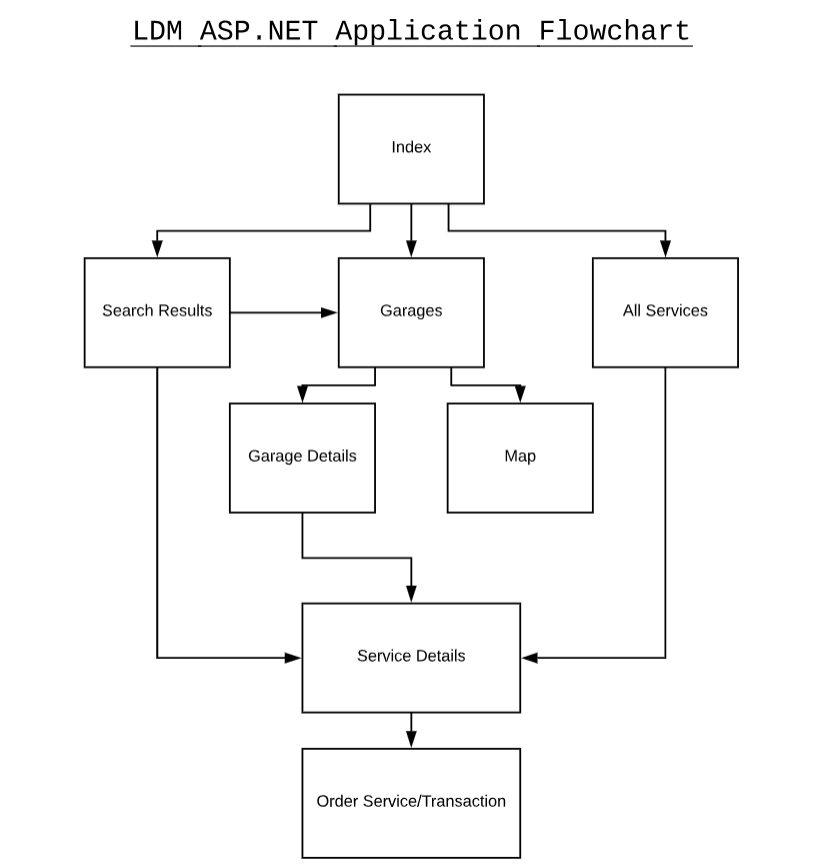 LDM ASP.NET Application Flowchart
Index
Search Results
Garages
All Services
Garage Details
Map
Service Details
Order Service/Transaction